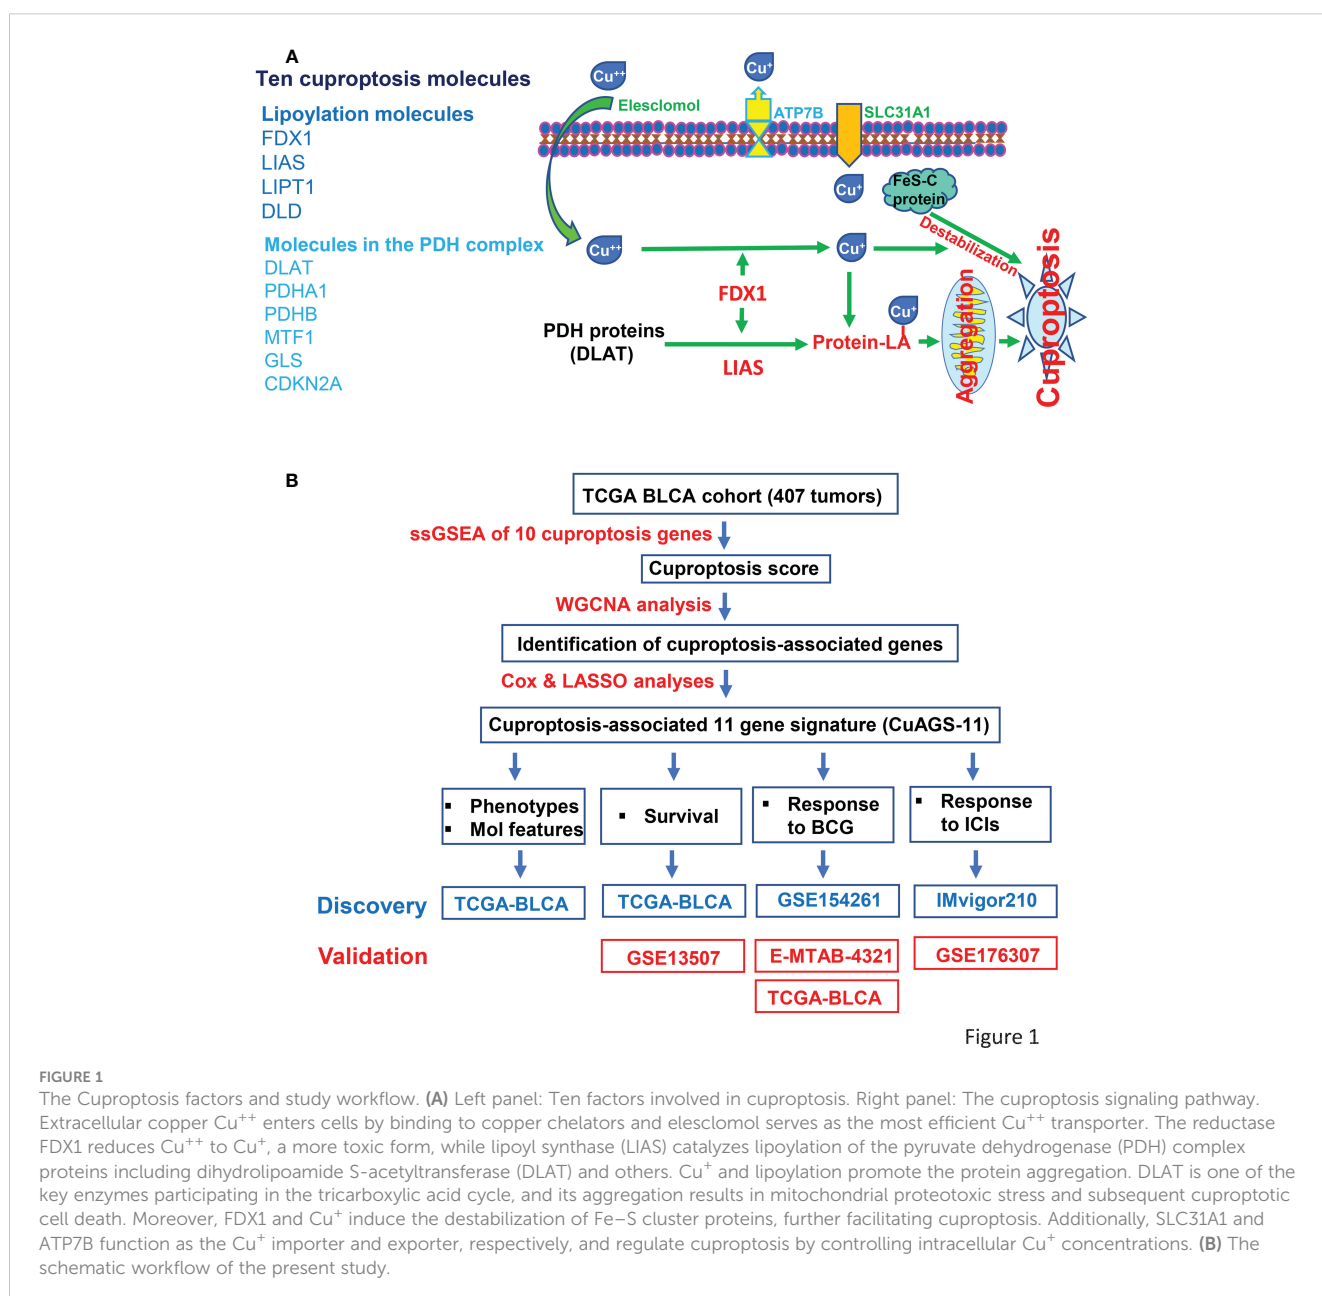 A
Ten cuproptosis molecules
Lipoylation molecules
FDX1
LIAS
LIPT1
DLD
Molecules in the PDH complex
DLAT
PDHA1
PDHB
MTF1
GLS
CDKN2A
Cu++
Elesclomol
Cu+
ATP7B
SLC31A1
Cu+
FeS-C
protein
Destabilization
Cu++
Cu+
FDX1
Cu+
PDH proteins
(DLAT)
LIAS
Protein-LA
Aggregation
Cuproptosis
B
TCGA BLCA cohort (407 tumors)
ssGSEA of 10 cuproptosis genes
Cuproptosis score
WGCNA analysis
Identification of cuproptosis-associated genes
Cox & LASSO analyses
Cuproptosis-associated 11 gene signature (CuAGS-11)
▪ Phenotypes
▪ Mol features
▪ Survival
▪ Response
to BCG
▪ Response
to ICIs
Discovery
TCGA-BLCA
TCGA-BLCA
GSE154261
IMvigor210
Validation
GSE13507
E-MTAB-4321
GSE176307
TCGA-BLCA
Figure 1
FIGURE 1
The Cuproptosis factors and study workflow. (A) Left panel: Ten factors involved in cuproptosis. Right panel: The cuproptosis signaling pathway.
Extracellular copper Cu++ enters cells by binding to copper chelators and elesclomol serves as the most efficient Cu++ transporter. The reductase
FDX1 reduces Cu++ to Cu+, a more toxic form, while lipoyl synthase (LIAS) catalyzes lipoylation of the pyruvate dehydrogenase (PDH) complex
proteins including dihydrolipoamide S-acetyltransferase (DLAT) and others. Cu+ and lipoylation promote the protein aggregation. DLAT is one of the
key enzymes participating in the tricarboxylic acid cycle, and its aggregation results in mitochondrial proteotoxic stress and subsequent cuproptotic
cell death. Moreover, FDX1 and Cu+ induce the destabilization of Fe–S cluster proteins, further facilitating cuproptosis. Additionally, SLC31A1 and
ATP7B function as the Cu+ importer and exporter, respectively, and regulate cuproptosis by controlling intracellular Cu+ concentrations. (B) The
schematic workflow of the present study.